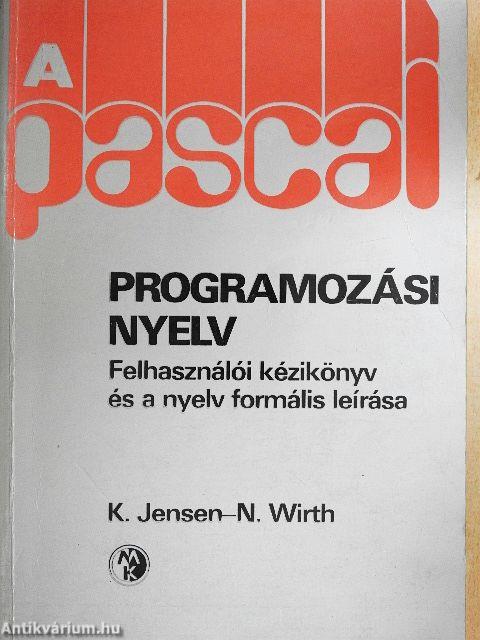 A
pascal
PROGRAMOZÁSI
NYELV
Felhasználói kézikönyv
és a nyelv formális leírása
K. Jensen–N. Wirth
MK
Antikvárium.hu